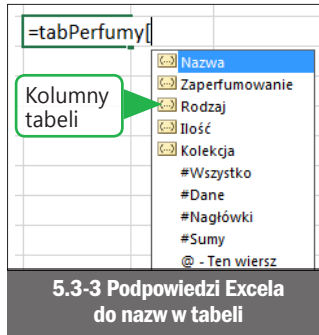 =tabPerfumy[
Nazwa
Zaperfumowanie
Rodzaj
Ilość
Kolekcja
#Wszystko
#Dane
#Nagłówki
#Sumy
@ - Ten wiersz
Kolumny
tabeli
5.3-3 Podpowiedzi Excela
do nazw w tabeli